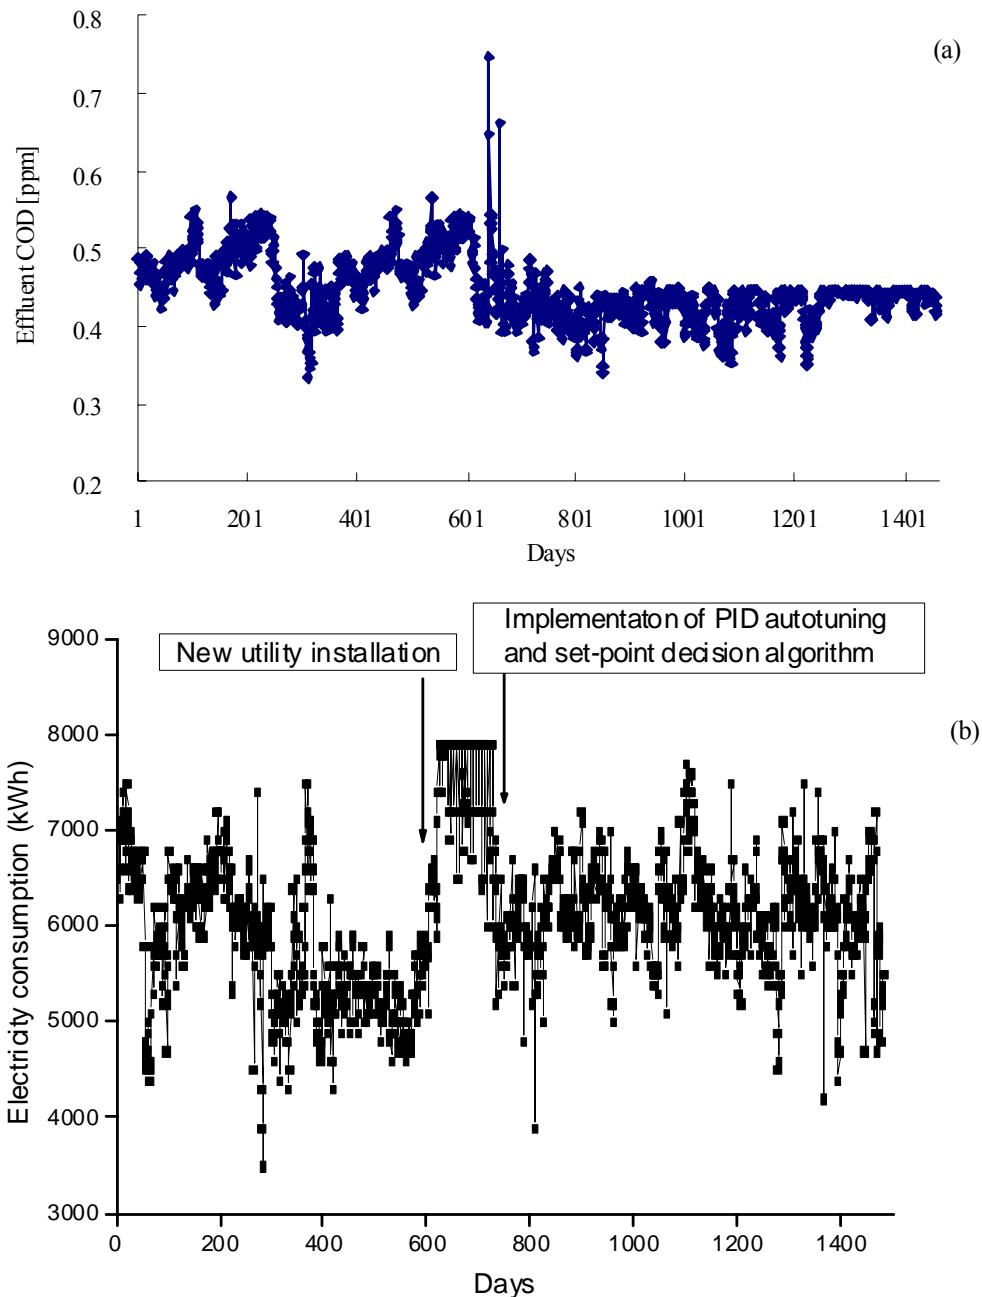 (a)
0.8
0.7
0.6
0.5
0.4
0.3
0.2
Effluent COD [ppm]
1 201 401 601 801 1001 1201 1401
Days
New utility installation
Implementaton of PID autotuning
and set-point decision algorithm
(b)
9000
8000
7000
6000
5000
4000
3000
Electricity consumption (kWh)
0 200 400 600 800 1000 1200 1400
Days